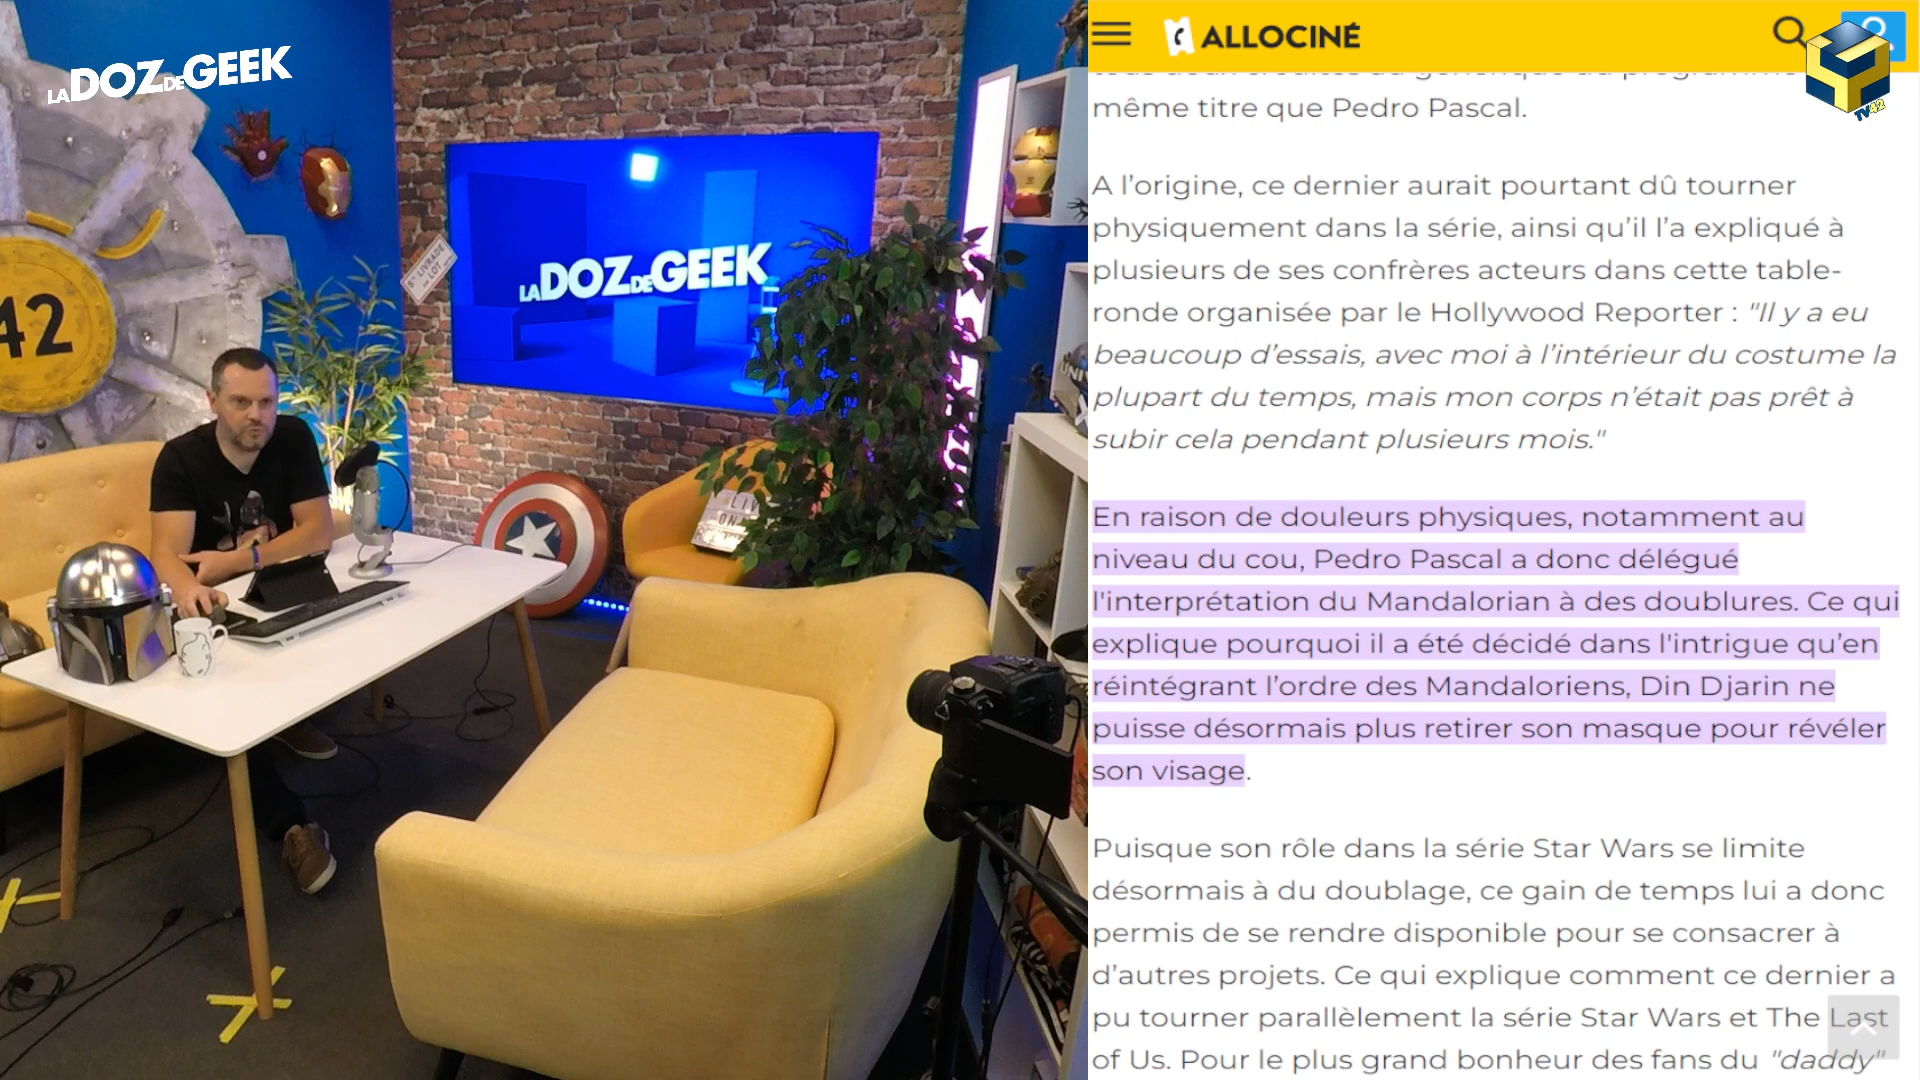 LA DOZ DE GEEK
42
LA DOZ DE GEEK
ALLOCINÉ
TV42
même titre que Pedro Pascal.
A l’origine, ce dernier aurait pourtant dû tourner
physiquement dans la série, ainsi qu’il l’a expliqué à
plusieurs de ses confrères acteurs dans cette table-
ronde organisée par le Hollywood Reporter : "Il y a eu
beaucoup d’essais, avec moi à l’intérieur du costume la
plupart du temps, mais mon corps n’était pas prêt à
subir cela pendant plusieurs mois."
En raison de douleurs physiques, notamment au
niveau du cou, Pedro Pascal a donc délégué
l'interprétation du Mandalorian à des doublures. Ce qui
explique pourquoi il a été décidé dans l'intrigue qu’en
réintégrant l’ordre des Mandaloriens, Din Djarin ne
puisse désormais plus retirer son masque pour révéler
son visage.
Puisque son rôle dans la série Star Wars se limite
désormais à du doublage, ce gain de temps lui a donc
permis de se rendre disponible pour se consacrer à
d’autres projets. Ce qui explique comment ce dernier a
pu tourner parallèlement la série Star Wars et The Last
of Us. Pour le plus grand bonheur des fans du "daddy"